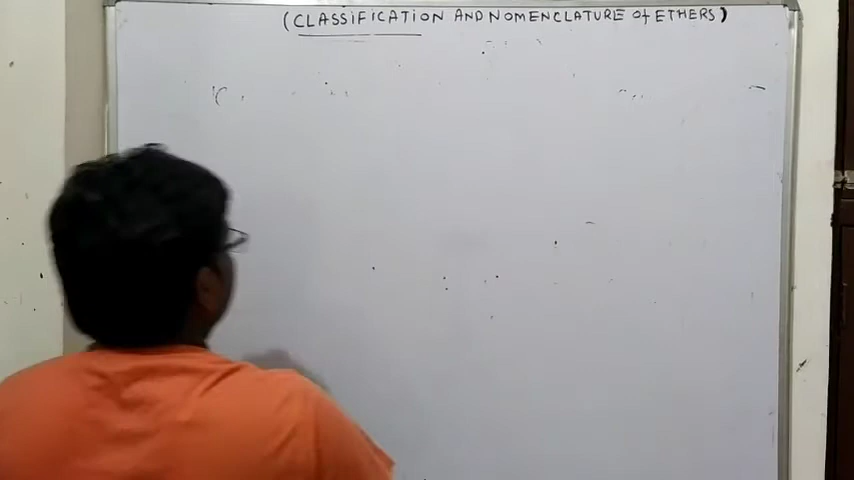 (CLASSIFICATION AND NOMENCLATURE of ETHERS)